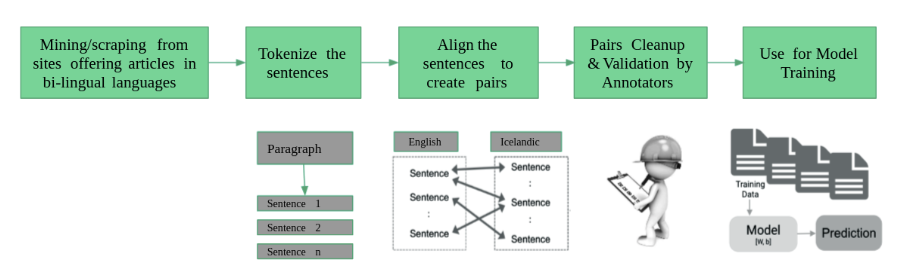 Mining/scraping from
sites offering articles in
bi-lingual languages
Tokenize the
sentences
Align the
sentences to
create pairs
Pairs Cleanup
& Validation by
Annotators
Use for Model
Training
Paragraph
Sentence 1
Sentence 2
Sentence n
English
Icelandic
Sentence
Sentence
:
Sentence
Sentence
:
Sentence
:
Sentence
Training
Data
Model
[W, b]
Prediction